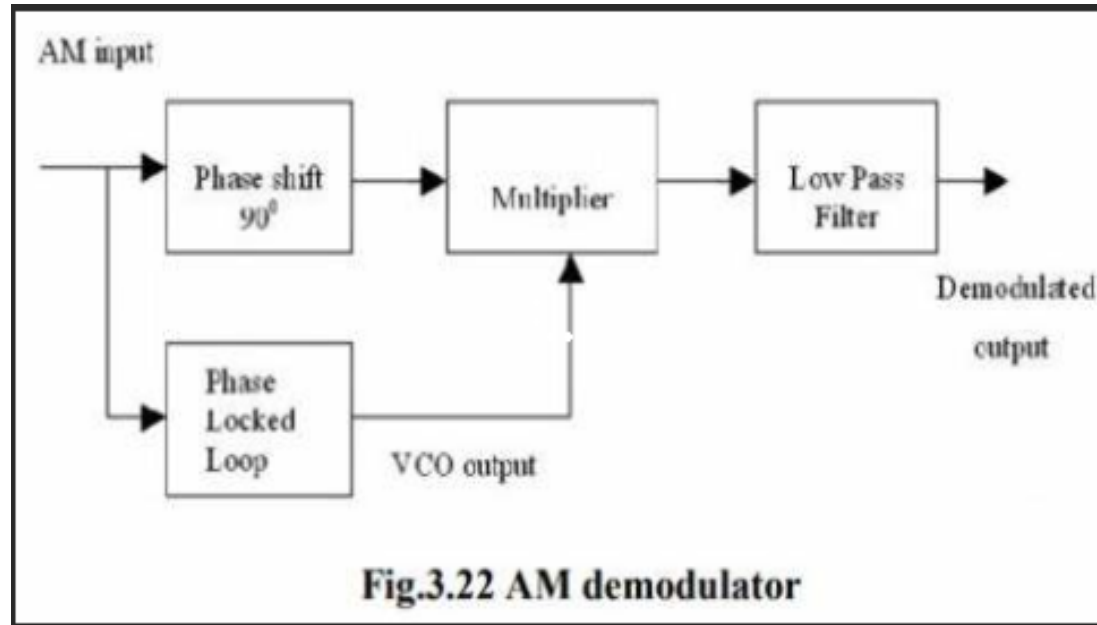 AM input
Phase shift
90⁰
Multiplier
Low Pass
Filter
Demodulated
output
Phase
Locked
Loop
VCO output
Fig.3.22 AM demodulator